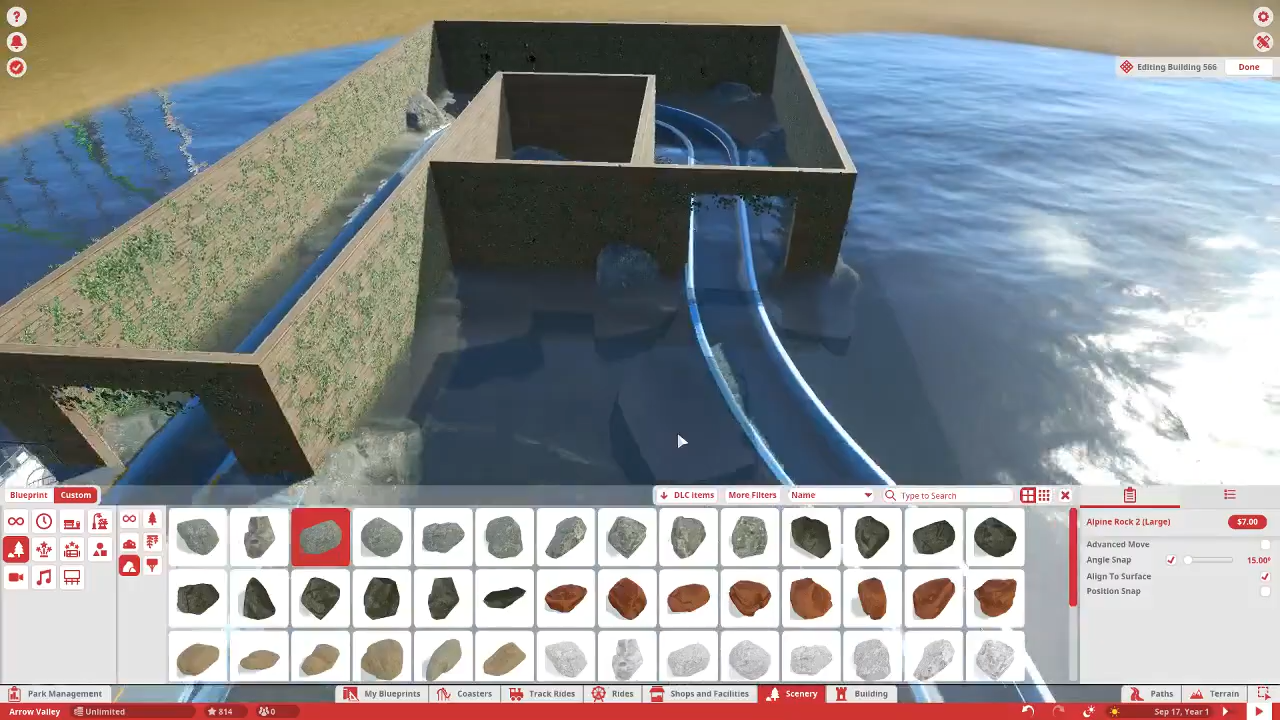 ?
Editing Building 566 Done
Blueprint Custom
DLC items More Filters Name Type to Search
Alpine Rock 2 (Large) $7.00
Advanced Move
Angle Snap 15.00°
Align To Surface
Position Snap
Park Management My Blueprints Coasters Track Rides Rides Shops and Facilities Scenery Building Paths Terrain
Arrow Valley Unlimited 814 0 Sep 17, Year 1